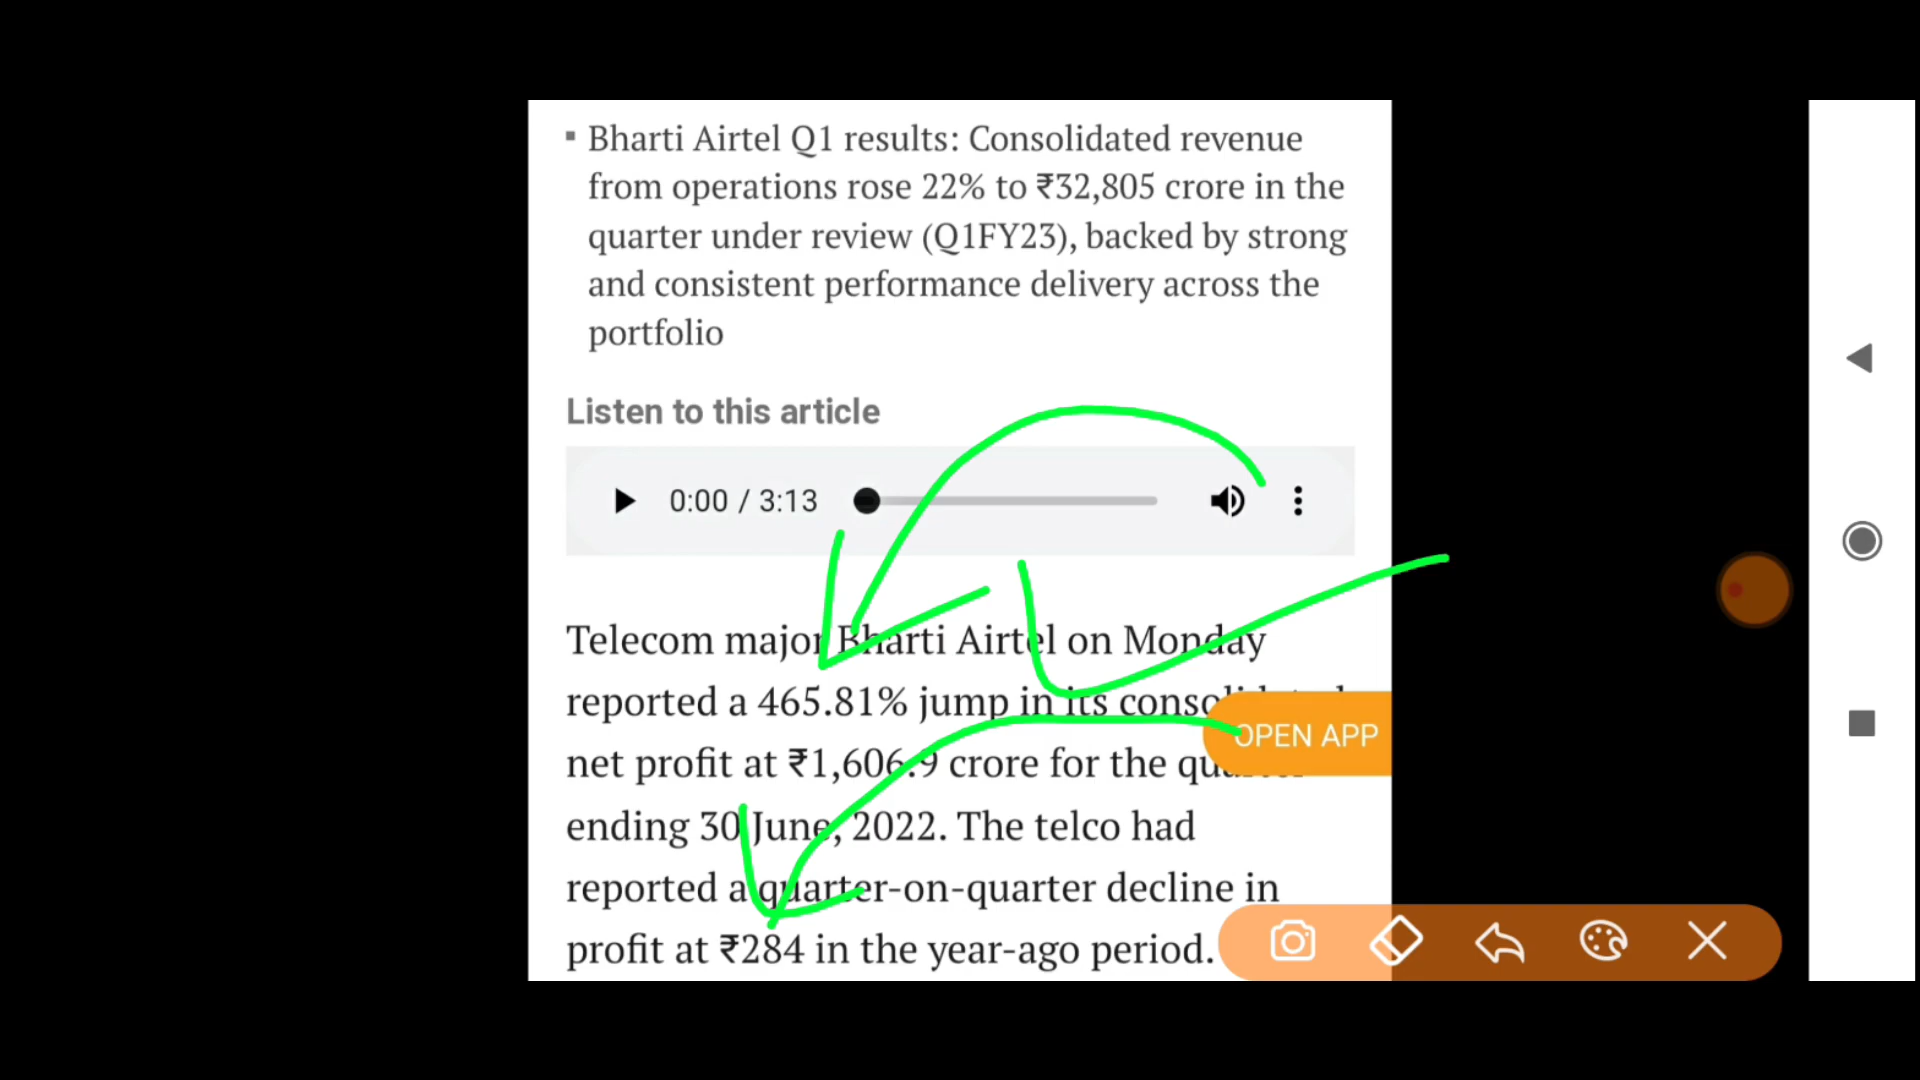 ▪ Bharti Airtel Q1 results: Consolidated revenue
from operations rose 22% to ₹32,805 crore in the
quarter under review (Q1FY23), backed by strong
and consistent performance delivery across the
portfolio
Listen to this article
0:00 / 3:13
Telecom major Bharti Airtel on Monday
reported a 465.81% jump in its consolidated
OPEN APP
net profit at ₹1,606.9 crore for the quarter
ending 30 June, 2022. The telco had
reported a quarter-on-quarter decline in
profit at ₹284 in the year-ago period.